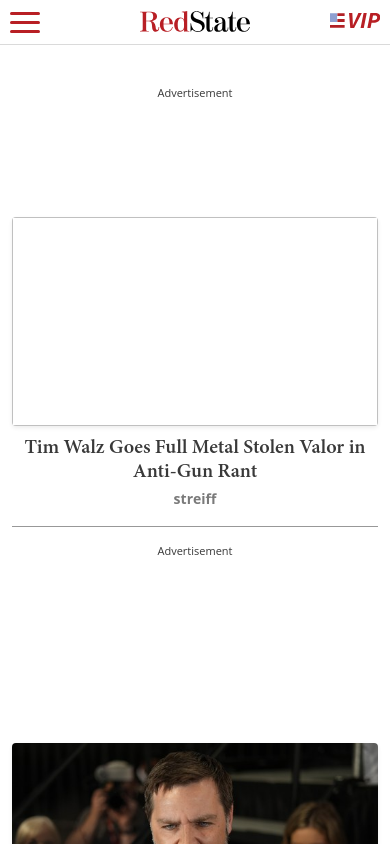 RedState
VIP
Advertisement
Tim Walz Goes Full Metal Stolen Valor in
Anti-Gun Rant
streiff
Advertisement